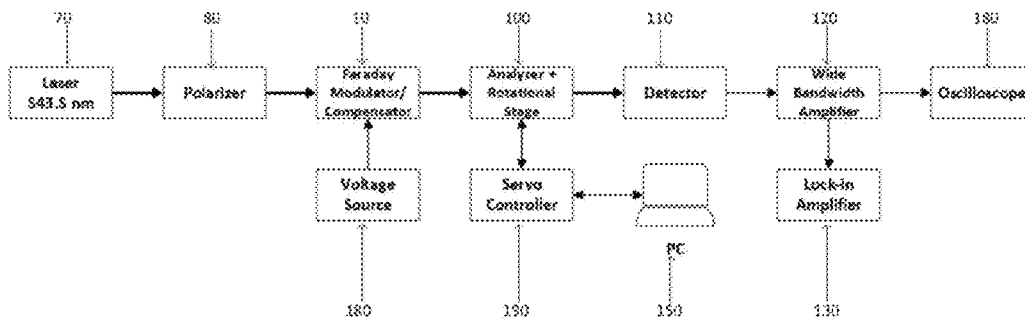 70
80
10
100
110
120
180
Laser
543.5 nm
Polarizer
Faraday
Modulator/
Compensator
Analyzer +
Rotational
Stage
Detector
Wide
Bandwidth
Amplifier
Oscilloscope
Voltage
Source
Servo
Controller
Lock-in
Amplifier
PC
180
190
150
130